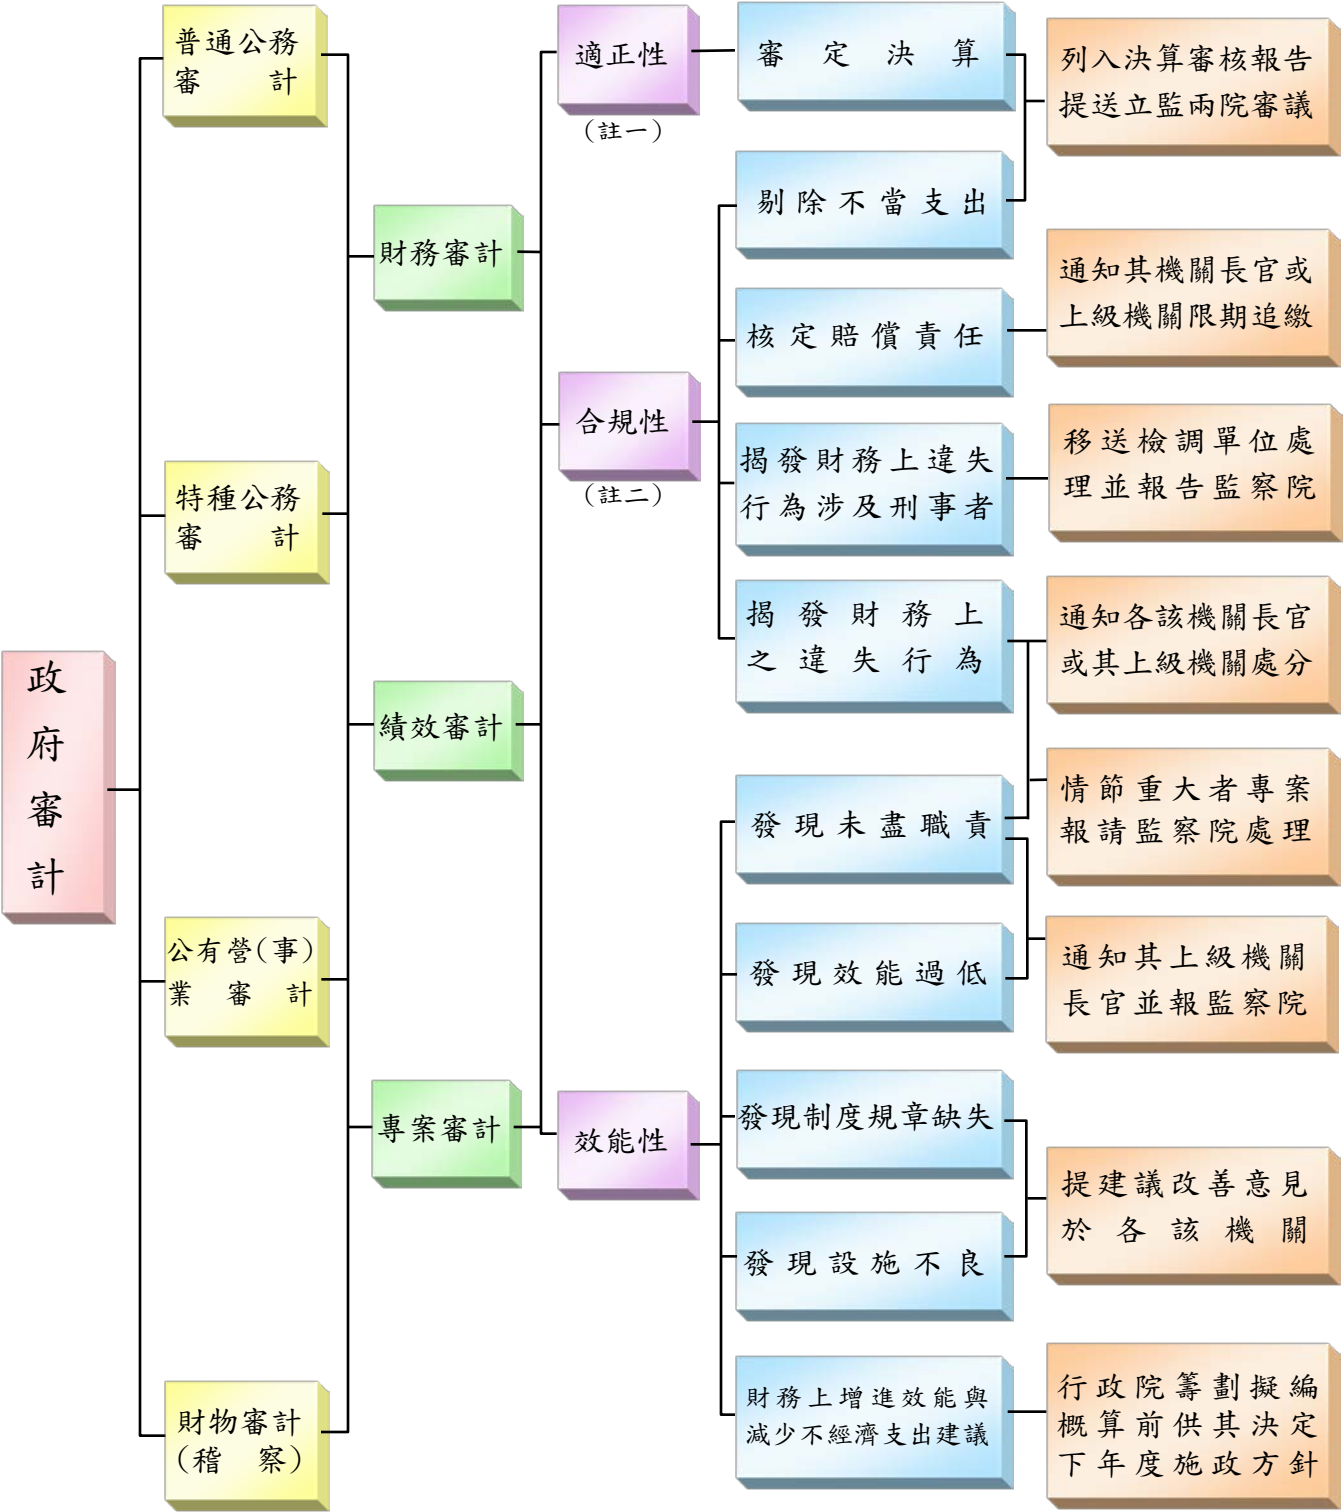 政
府
審
計
普通公務
審計
特種公務
審計
公有營(事)
業審計
財物審計
(稽察)
財務審計
績效審計
專案審計
適正性
(註一)
合規性
(註二)
效能性
審定決算
剔除不當支出
核定賠償責任
揭發財務上違失
行為涉及刑事者
揭發財務上
之違失行為
發現未盡職責
發現效能過低
發現制度規章缺失
發現設施不良
財務上增進效能與
減少不經濟支出建議
列入決算審核報告
提送立監兩院審議
通知其機關長官或
上級機關限期追繳
移送檢調單位處
理並報告監察院
通知各該機關長官
或其上級機關處分
情節重大者專案
報請監察院處理
通知其上級機關
長官並報監察院
提建議改善意見
於各該機關
行政院籌劃擬編
概算前供其決定
下年度施政方針